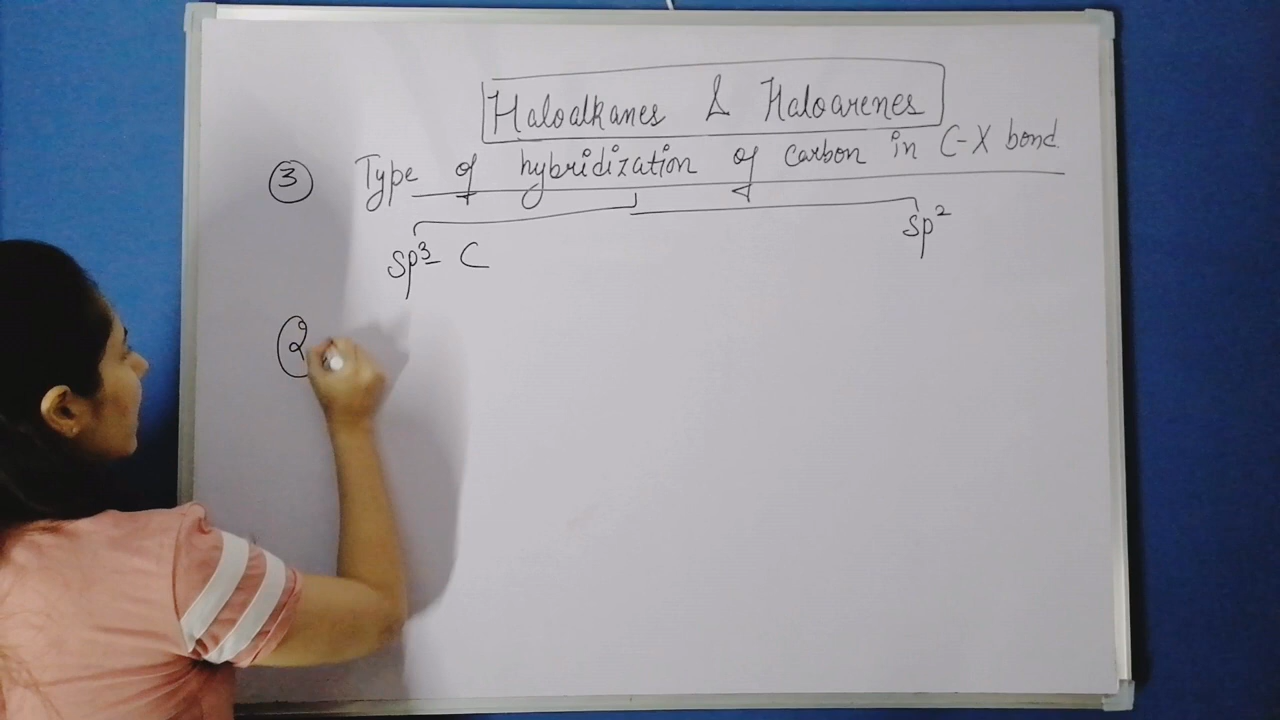 Haloalkanes & Haloarenes
③ Type of hybridization of carbon in C-X bond
sp³- C sp²
a